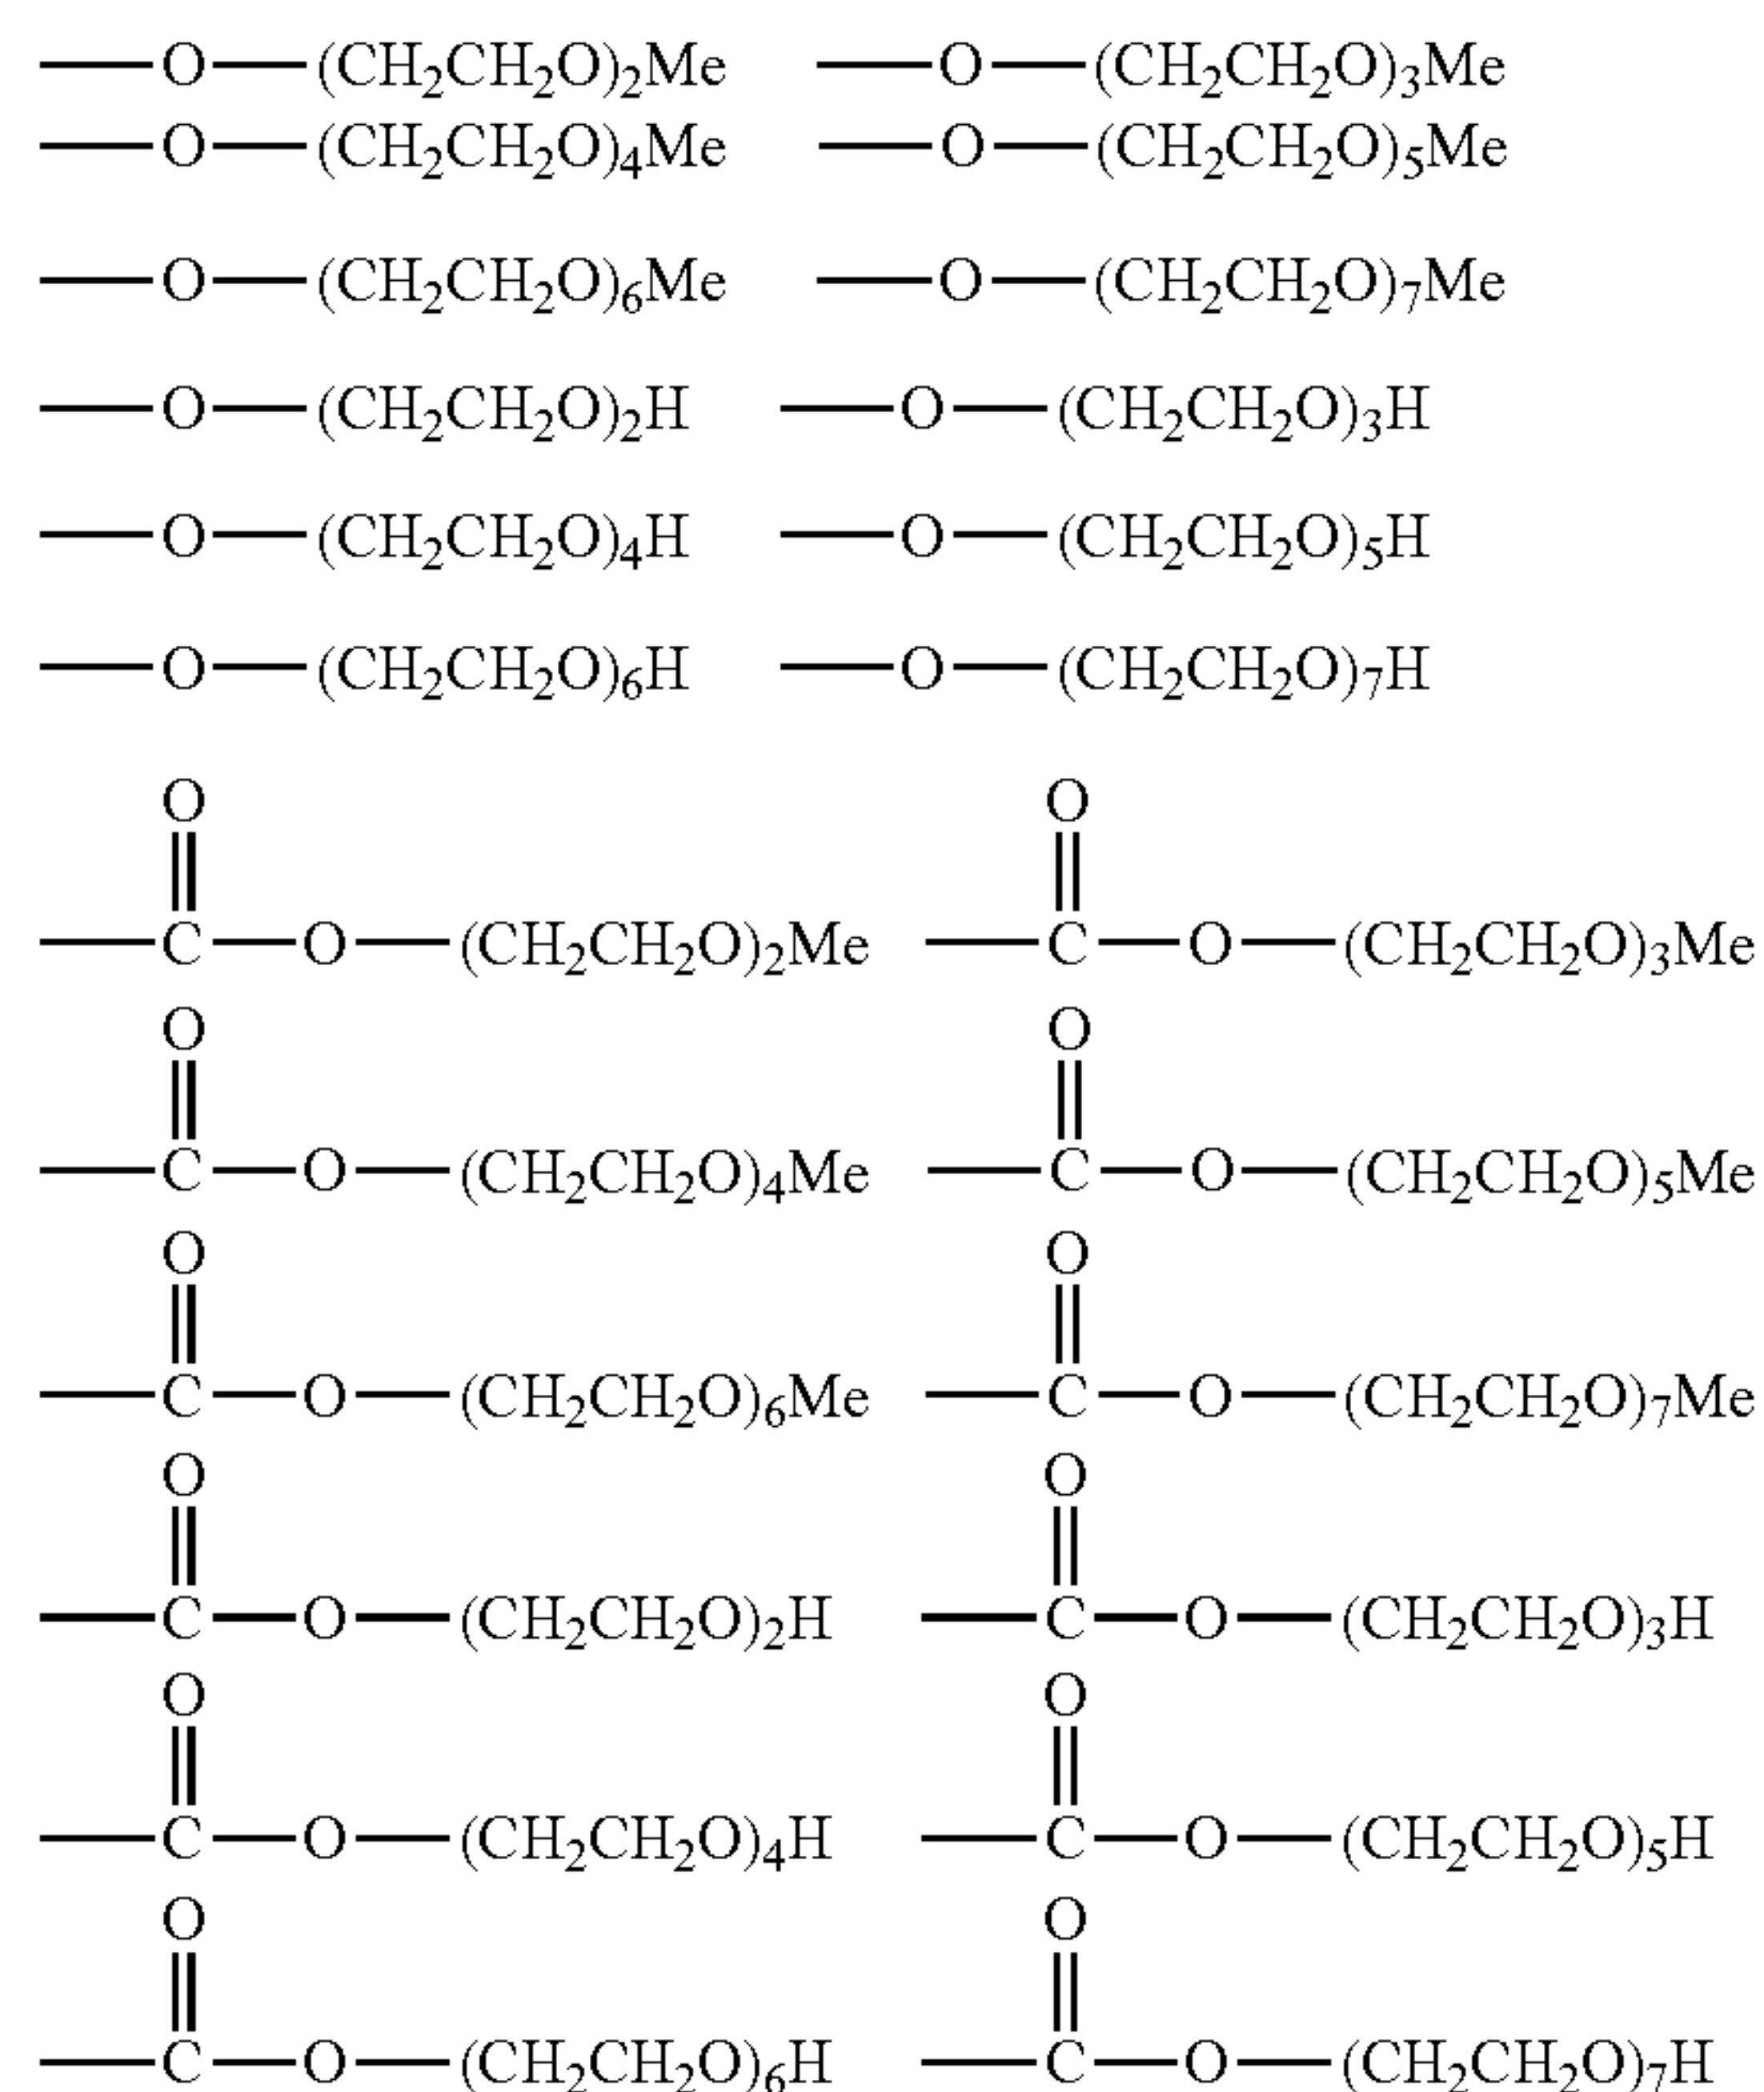 —O—(CH₂CH₂O)₂Me —O—(CH₂CH₂O)₃Me
—O—(CH₂CH₂O)₄Me —O—(CH₂CH₂O)₅Me
—O—(CH₂CH₂O)₆Me —O—(CH₂CH₂O)₇Me
—O—(CH₂CH₂O)₂H —O—(CH₂CH₂O)₃H
—O—(CH₂CH₂O)₄H —O—(CH₂CH₂O)₅H
—O—(CH₂CH₂O)₆H —O—(CH₂CH₂O)₇H
O O
—C—O—(CH₂CH₂O)₂Me —C—O—(CH₂CH₂O)₃Me
O O
—C—O—(CH₂CH₂O)₄Me —C—O—(CH₂CH₂O)₅Me
O O
—C—O—(CH₂CH₂O)₆Me —C—O—(CH₂CH₂O)₇Me
O O
—C—O—(CH₂CH₂O)₂H —C—O—(CH₂CH₂O)₃H
O O
—C—O—(CH₂CH₂O)₄H —C—O—(CH₂CH₂O)₅H
O O
—C—O—(CH₂CH₂O)₆H —C—O—(CH₂CH₂O)₇H